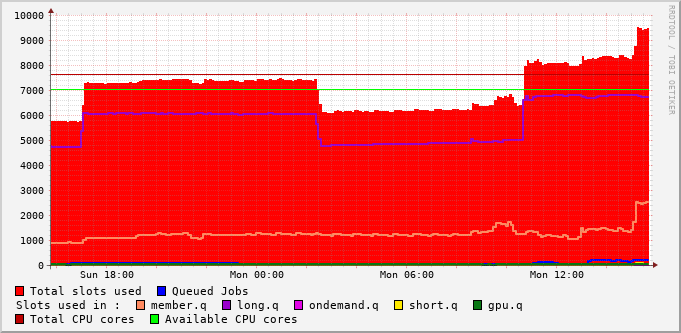 10000
9000
8000
7000
6000
5000
4000
3000
2000
1000
0
Sun 18:00 Mon 00:00 Mon 06:00 Mon 12:00
RRDTOOL / TOBI OETIKER
Total slots used Queued Jobs
Slots used in : member.q long.q ondemand.q short.q gpu.q
Total CPU cores Available CPU cores